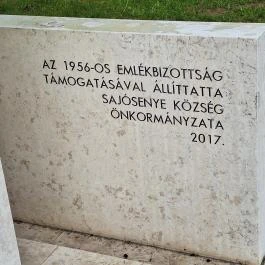 AZ 1956-OS EMLÉKBIZOTTSÁG
TÁMOGATÁSÁVAL ÁLLÍTTATTA
SAJÓSENYE KÖZSÉG
ÖNKORMÁNYZATA
2017.